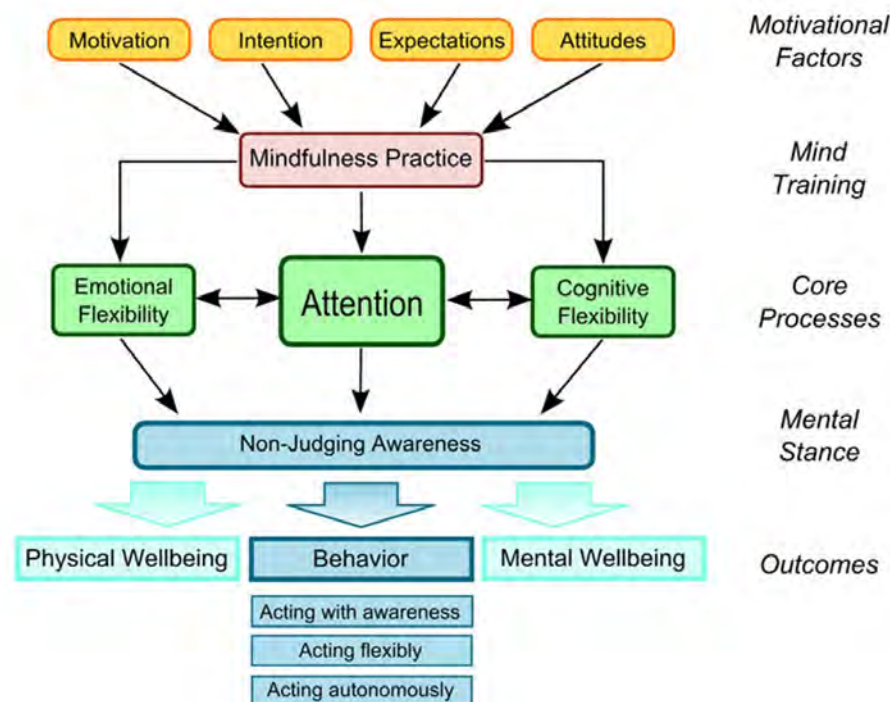 Motivation
Intention
Expectations
Attitudes
Motivational
Factors
Mindfulness Practice
Mind
Training
Emotional
Flexibility
Attention
Cognitive
Flexibility
Core
Processes
Non-Judging Awareness
Mental
Stance
Physical Wellbeing
Behavior
Mental Wellbeing
Outcomes
Acting with awareness
Acting flexibly
Acting autonomously